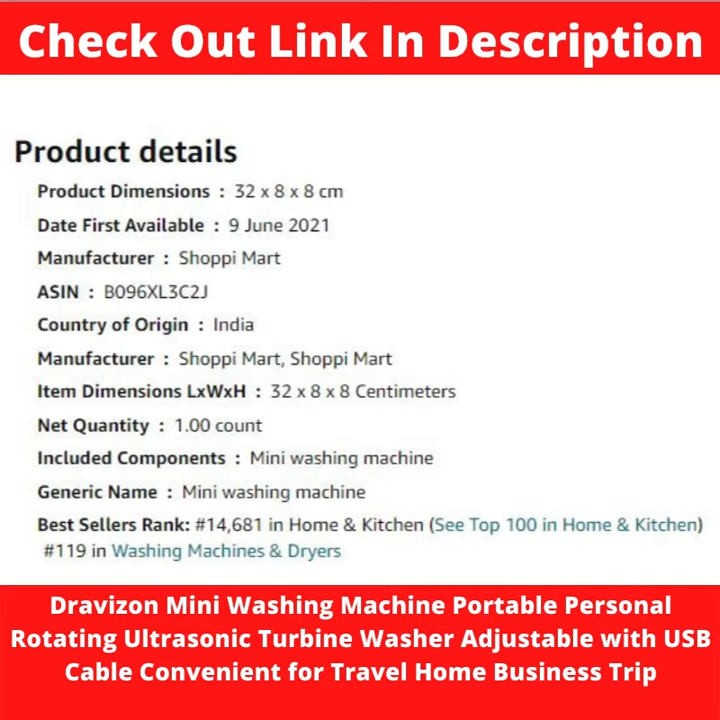 Check Out Link In Description
Product details
Product Dimensions : 32 x 8 x 8 cm
Date First Available : 9 June 2021
Manufacturer : Shoppi Mart
ASIN : B096XL3C2J
Country of Origin : India
Manufacturer : Shoppi Mart, Shoppi Mart
Item Dimensions LxWxH : 32 x 8 x 8 Centimeters
Net Quantity : 1.00 count
Included Components : Mini washing machine
Generic Name : Mini washing machine
Best Sellers Rank: #14,681 in Home & Kitchen (See Top 100 in Home & Kitchen)
#119 in Washing Machines & Dryers
Dravizon Mini Washing Machine Portable Personal
Rotating Ultrasonic Turbine Washer Adjustable with USB
Cable Convenient for Travel Home Business Trip